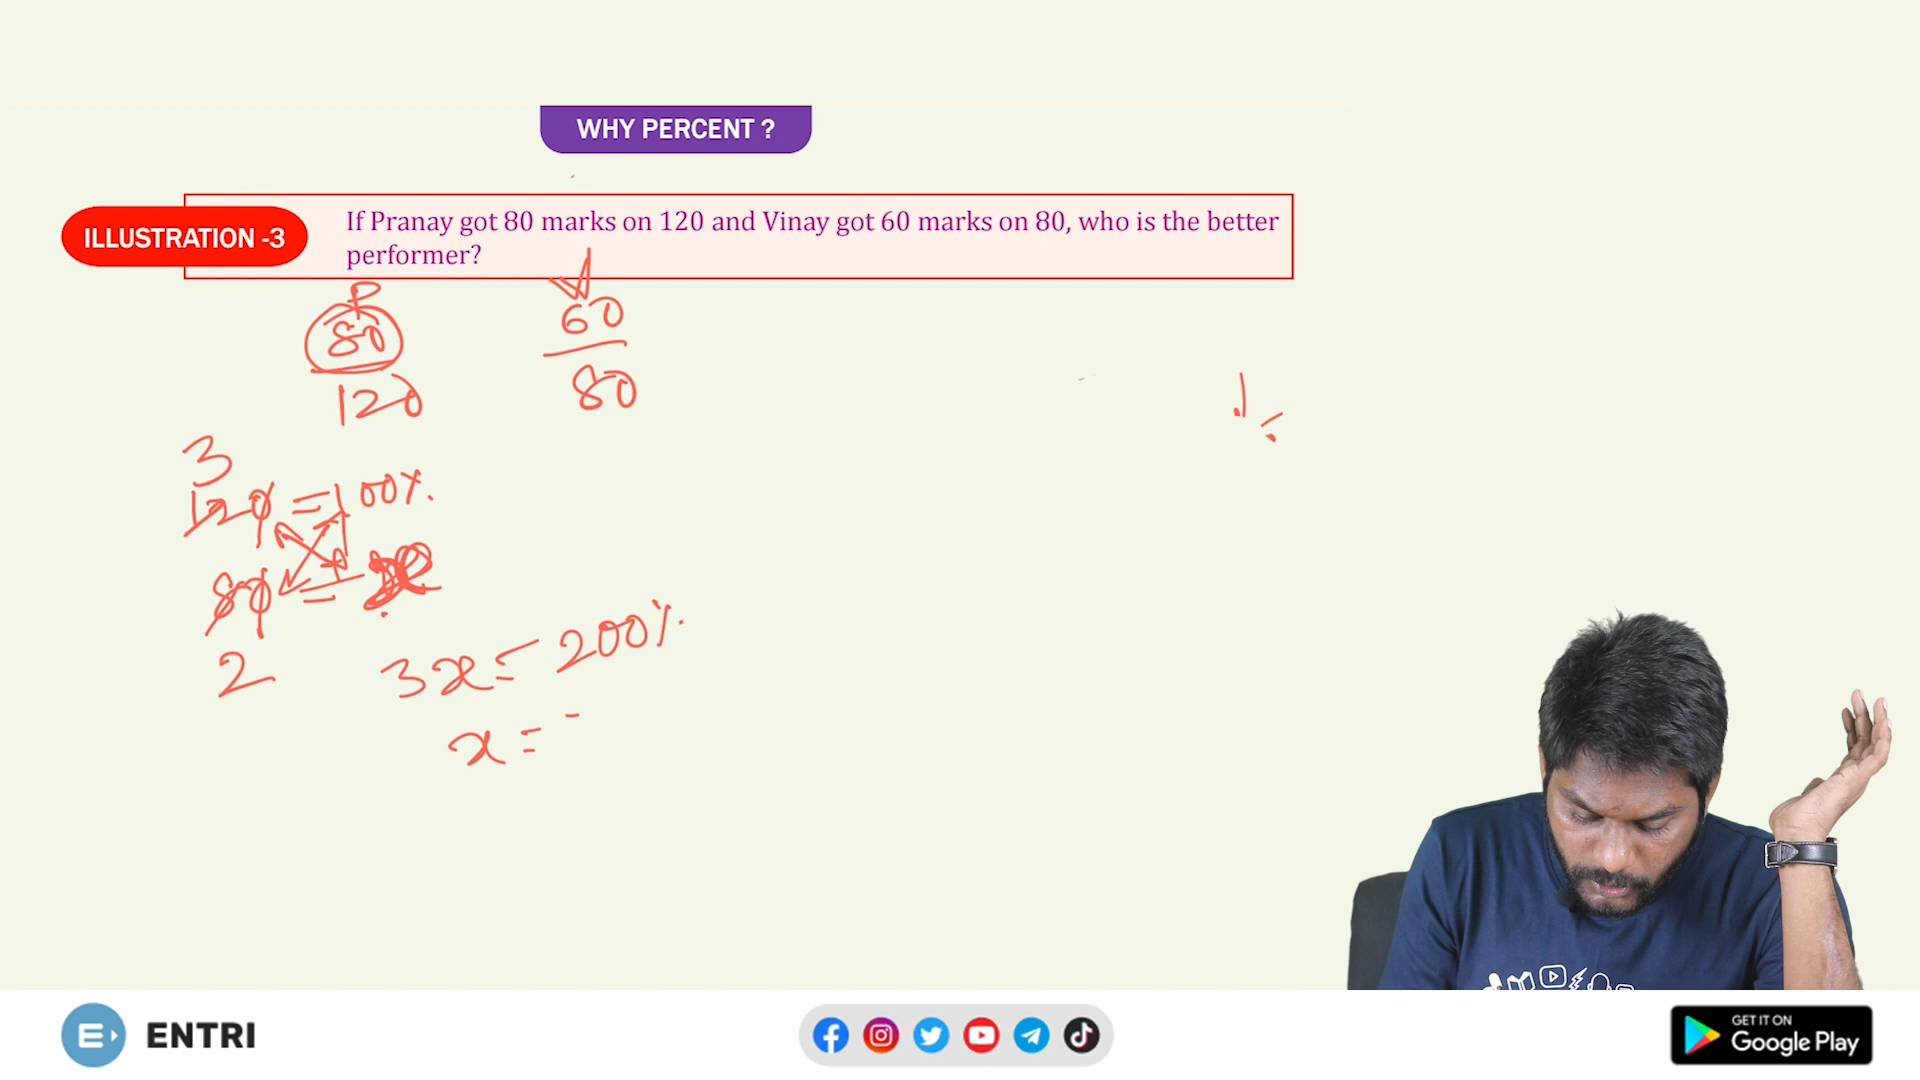 WHY PERCENT ?
ILLUSTRATION -3
If Pranay got 80 marks on 120 and Vinay got 60 marks on 80, who is the better
performer?
P
80
120
V
60
80
3
120 = 100%
80 = x
2
3x = 200%
x =
ENTRI
GET IT ON
Google Play